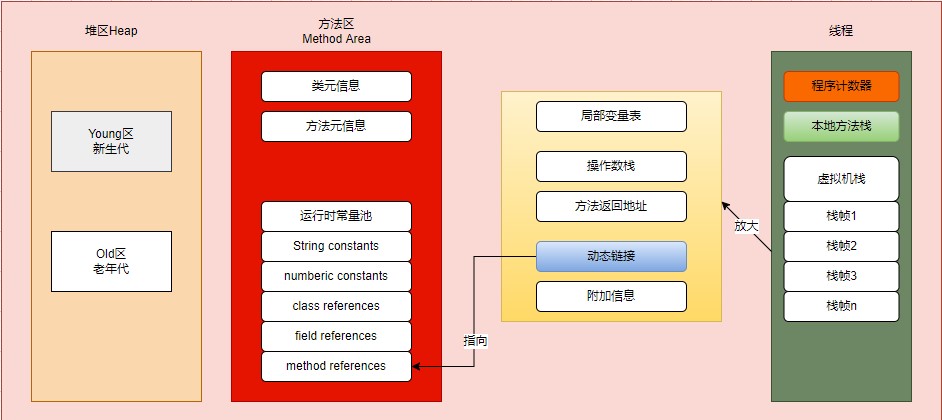 堆区Heap
Young区
新生代
Old区
老年代
方法区
Method Area
类元信息
方法元信息
运行时常量池
String constants
numberic constants
class references
field references
method references
指向
局部变量表
操作数栈
方法返回地址
动态链接
附加信息
放大
线程
程序计数器
本地方法栈
虚拟机栈
栈帧1
栈帧2
栈帧3
栈帧n